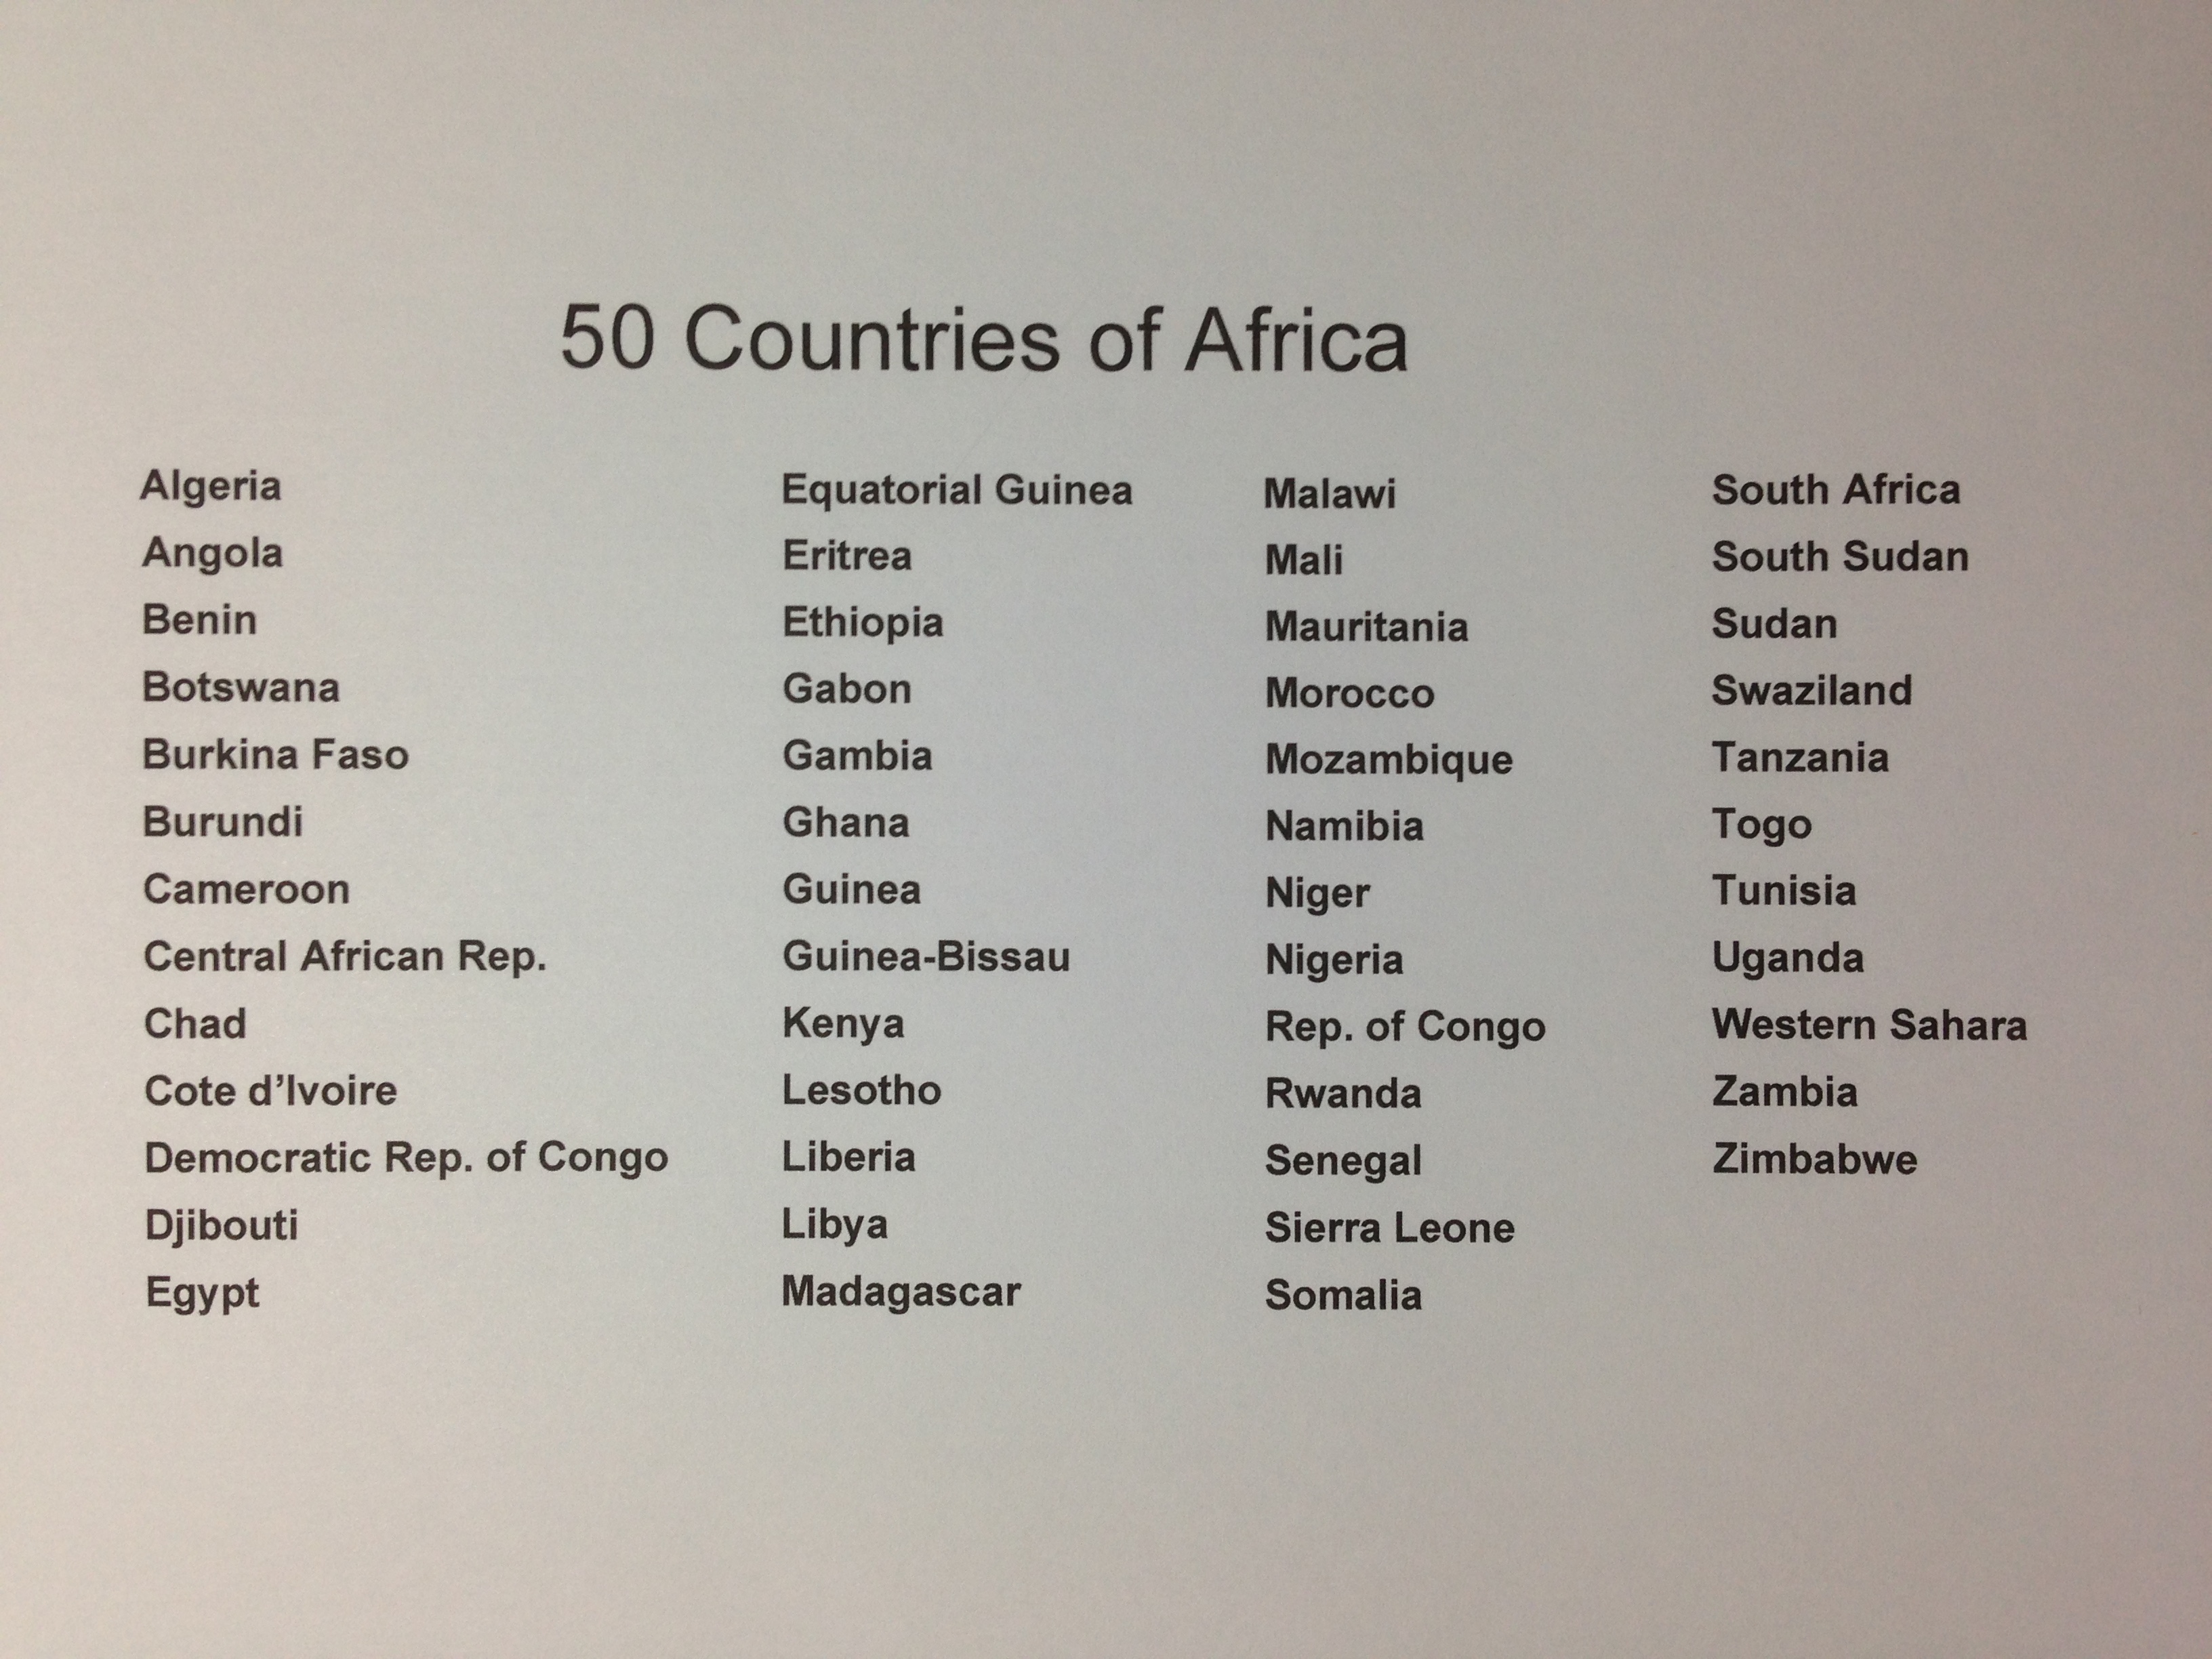 50 Countries of Africa
Algeria
Angola
Benin
Botswana
Burkina Faso
Burundi
Cameroon
Central African Rep.
Chad
Cote d’Ivoire
Democratic Rep. of Congo
Djibouti
Egypt
Equatorial Guinea
Eritrea
Ethiopia
Gabon
Gambia
Ghana
Guinea
Guinea-Bissau
Kenya
Lesotho
Liberia
Libya
Madagascar
Malawi
Mali
Mauritania
Morocco
Mozambique
Namibia
Niger
Nigeria
Rep. of Congo
Rwanda
Senegal
Sierra Leone
Somalia
South Africa
South Sudan
Sudan
Swaziland
Tanzania
Togo
Tunisia
Uganda
Western Sahara
Zambia
Zimbabwe